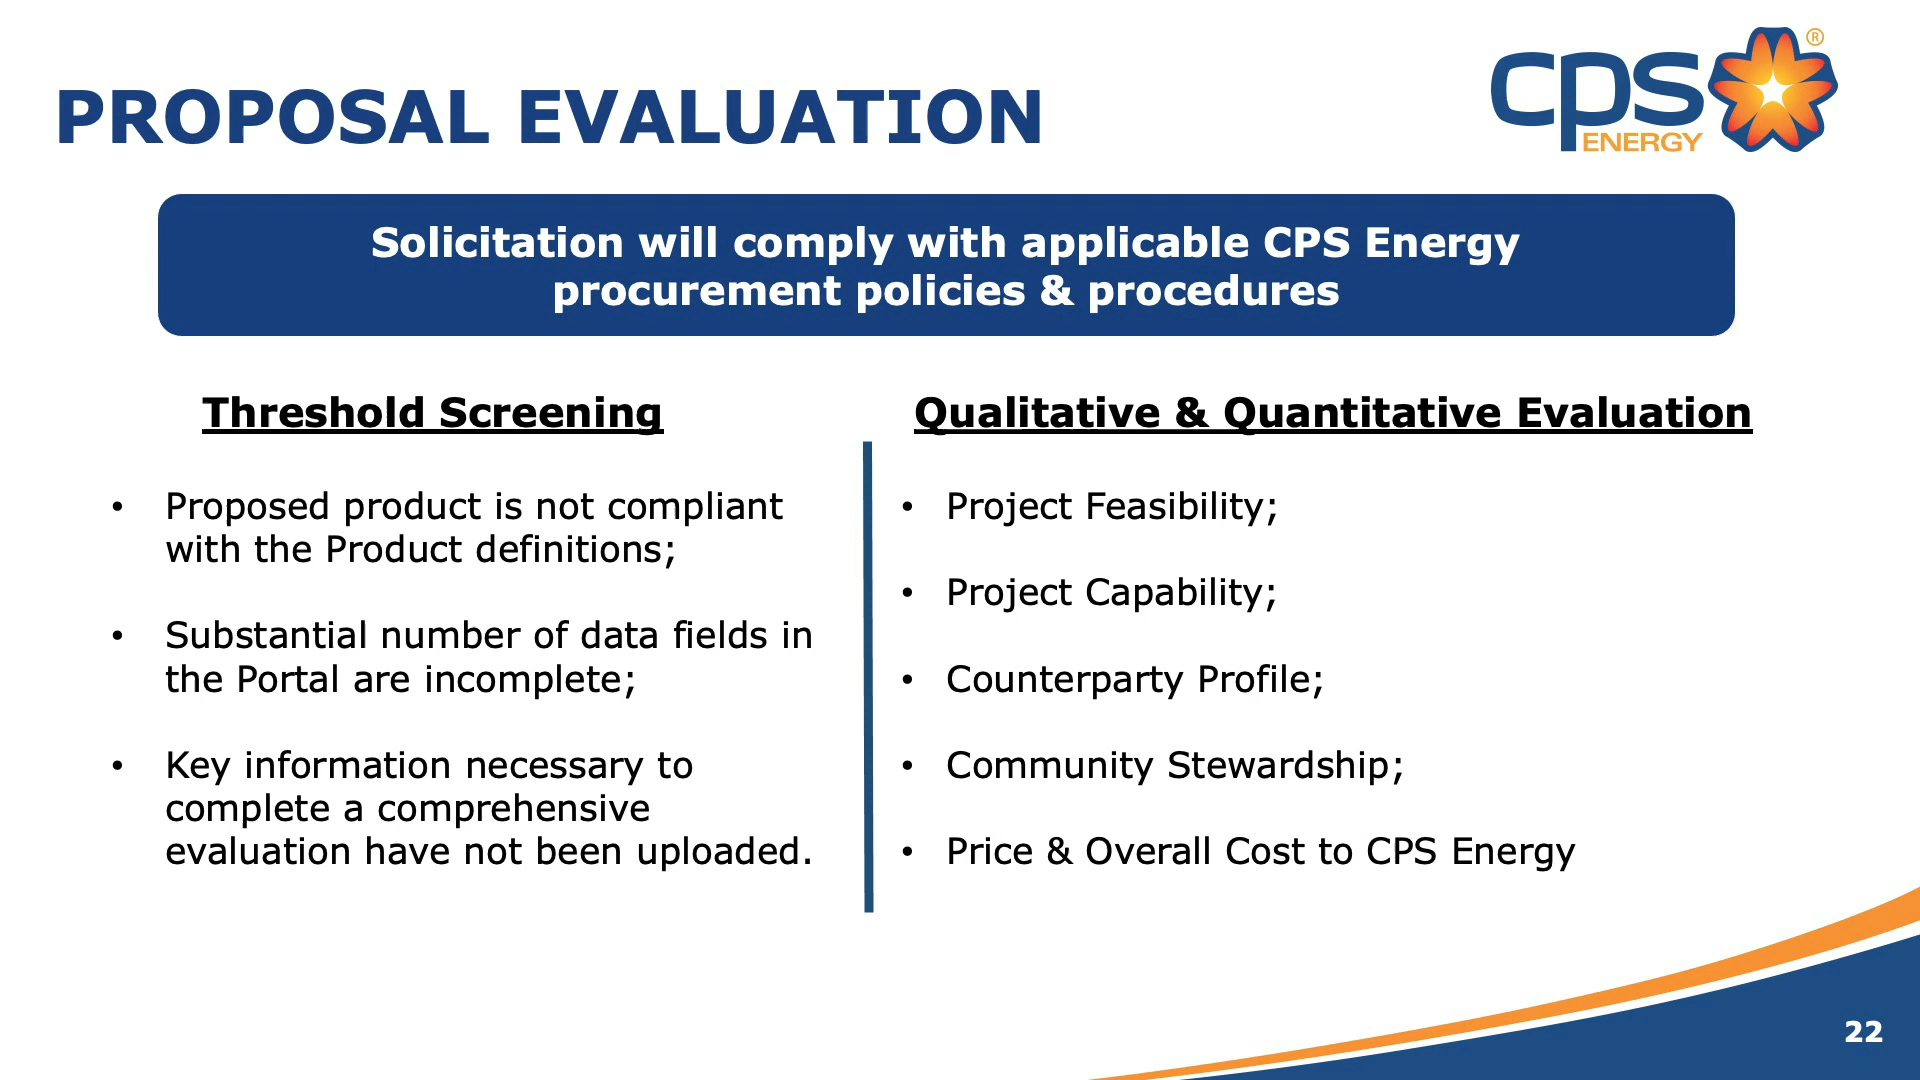 PROPOSAL EVALUATION
cps
ENERGY
®
Solicitation will comply with applicable CPS Energy
procurement policies & procedures
Threshold Screening
• Proposed product is not compliant
with the Product definitions;
• Substantial number of data fields in
the Portal are incomplete;
• Key information necessary to
complete a comprehensive
evaluation have not been uploaded.
Qualitative & Quantitative Evaluation
• Project Feasibility;
• Project Capability;
• Counterparty Profile;
• Community Stewardship;
• Price & Overall Cost to CPS Energy
22